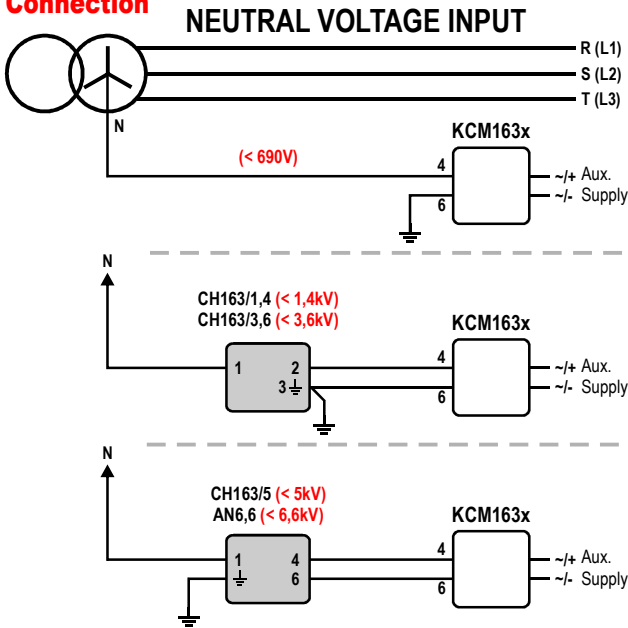 Connection
NEUTRAL VOLTAGE INPUT
R (L1)
S (L2)
T (L3)
N
KCM163x
(< 690V)
4
~/+ Aux.
6
~/- Supply
N
CH163/1,4 (< 1,4kV)
CH163/3,6 (< 3,6kV)
KCM163x
1 2
3
4
~/+ Aux.
6
~/- Supply
N
CH163/5 (< 5kV)
AN6,6 (< 6,6kV)
KCM163x
1 4
6
4
~/+ Aux.
6
~/- Supply